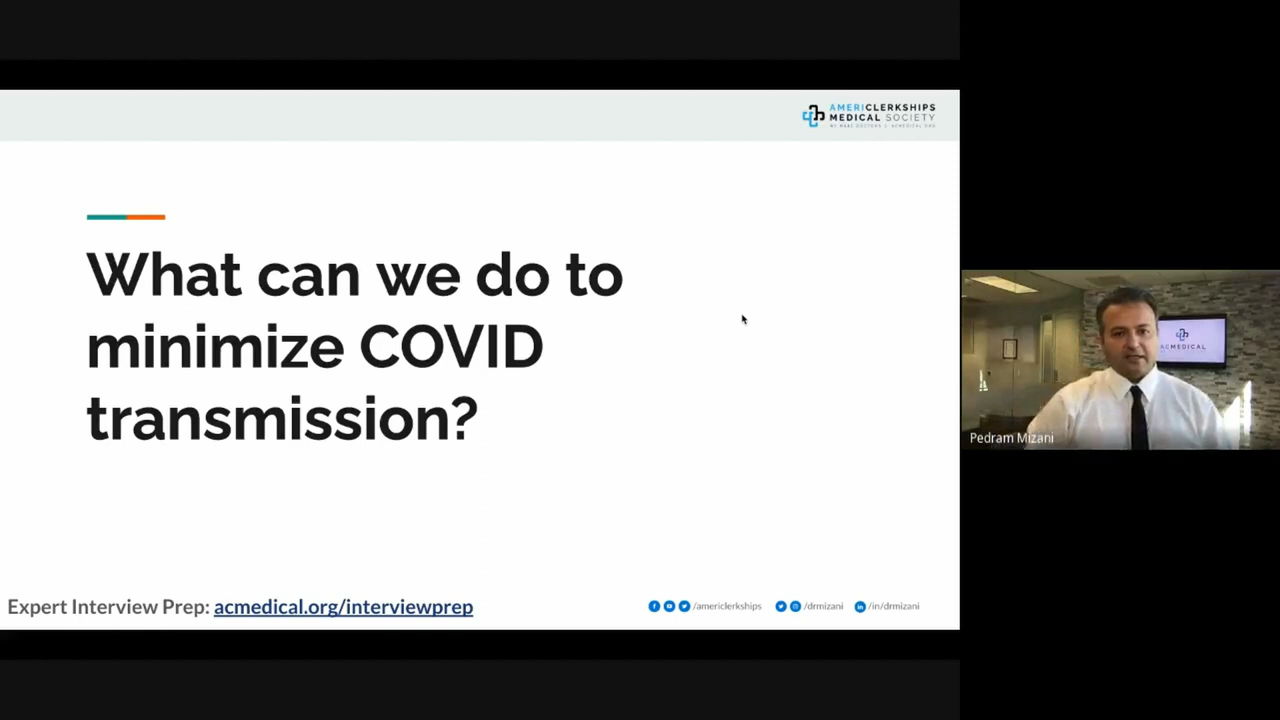 AMERICLERKSHIPS
MEDICAL SOCIETY
What can we do to
minimize COVID
transmission?
ACMEDICAL
Pedram Mizani
Expert Interview Prep: acmedical.org/interviewprep
/americlerkships /drmizani /in/drmizani